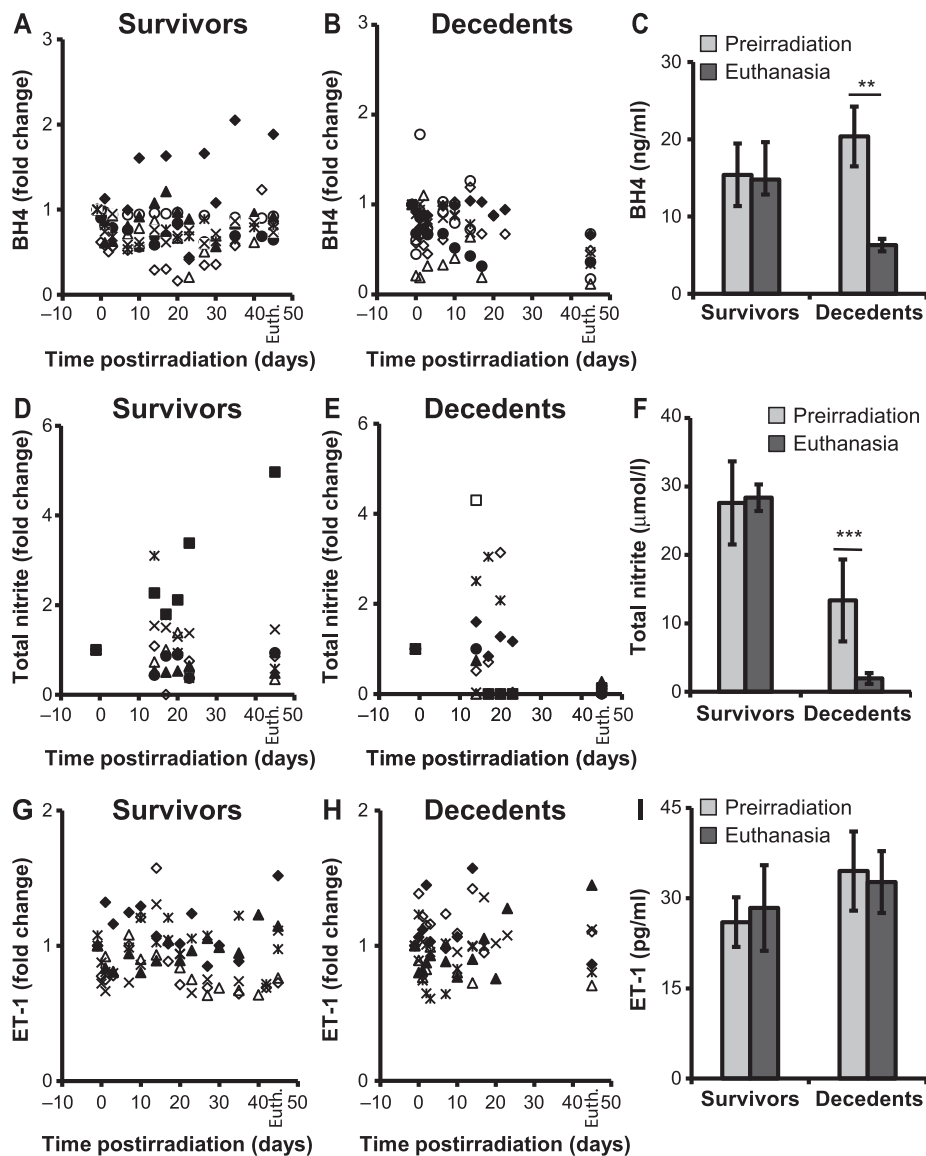 A Survivors
BH4 (fold change)
3
2
1
0
–10 0 10 20 30 40 50
Euth.
Time postirradiation (days)
B Decedents
BH4 (fold change)
3
2
1
0
–10 0 10 20 30 40 50
Euth.
Time postirradiation (days)
C
Preirradiation
Euthanasia
BH4 (ng/ml)
30
20
10
0
**
Survivors Decedents
D Survivors
Total nitrite (fold change)
6
4
2
0
–10 0 10 20 30 40 50
Euth.
Time postirradiation (days)
E Decedents
Total nitrite (fold change)
6
4
2
0
–10 0 10 20 30 40 50
Euth.
Time postirradiation (days)
F
Preirradiation
Euthanasia
Total nitrite (μmol/l)
40
30
20
10
0
***
Survivors Decedents
G Survivors
ET-1 (fold change)
2
1
0
–10 0 10 20 30 40 50
Euth.
Time postirradiation (days)
H Decedents
ET-1 (fold change)
2
1
0
–10 0 10 20 30 40 50
Euth.
Time postirradiation (days)
I
Preirradiation
Euthanasia
ET-1 (pg/ml)
45
30
15
0
Survivors Decedents